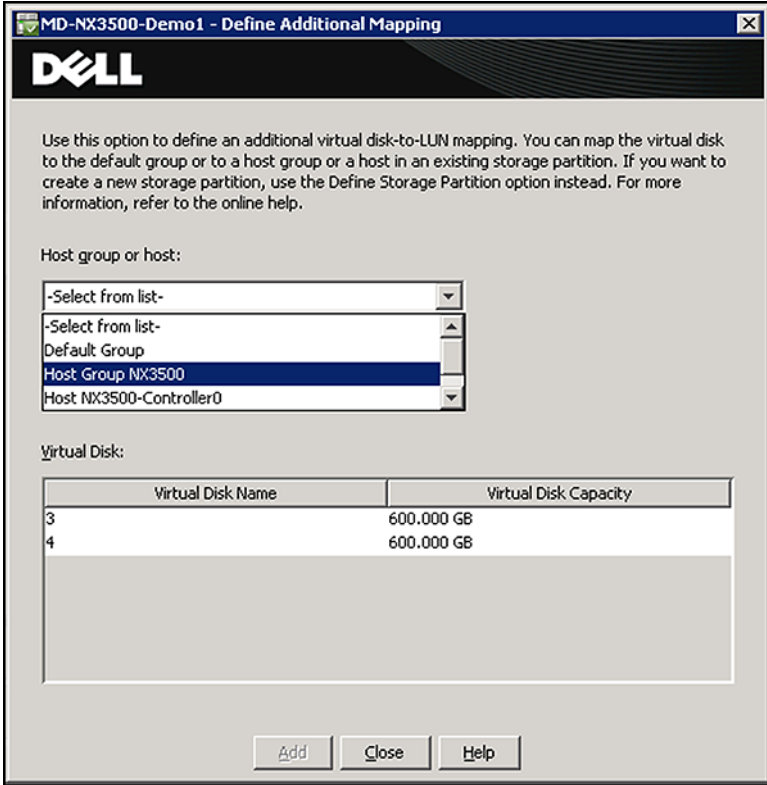 MD-NX3500-Demo1 - Define Additional Mapping
DELL
Use this option to define an additional virtual disk-to-LUN mapping. You can map the virtual disk
to the default group or to a host group or a host in an existing storage partition. If you want to
create a new storage partition, use the Define Storage Partition option instead. For more
information, refer to the online help.
Host group or host:
-Select from list-
-Select from list-
Default Group
Host Group NX3500
Host NX3500-Controller0
Virtual Disk:
Virtual Disk Name Virtual Disk Capacity
3 600.000 GB
4 600.000 GB
Add Close Help